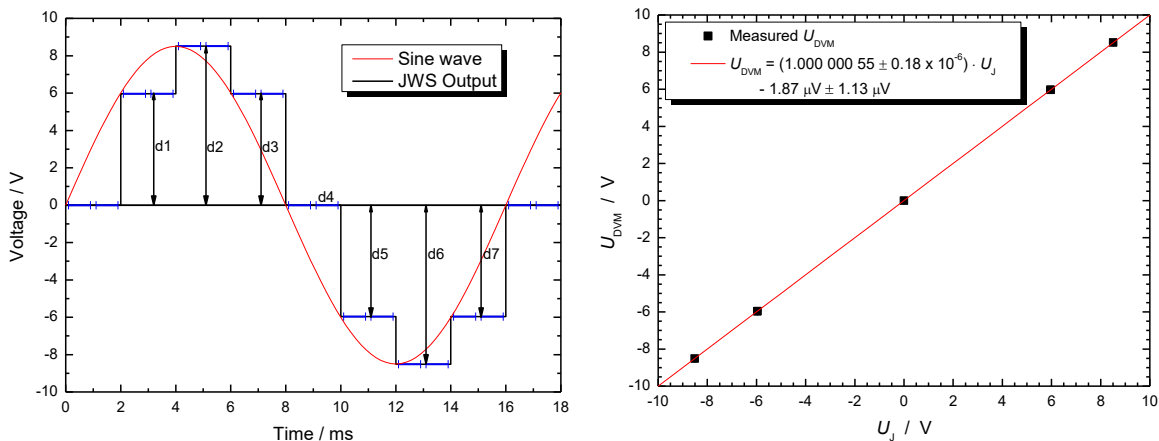 10
8
6
4
2
0
-2
-4
-6
-8
-10
Voltage / V
Sine wave
JWS Output
d1
d2
d3
d4
d5
d6
d7
0 2 4 6 8 10 12 14 16 18
Time / ms
10
8
6
4
2
0
-2
-4
-6
-8
-10
U_DVM / V
Measured U_DVM
U_DVM = (1.000 000 55 ± 0.18 x 10^-6) · U_J
- 1.87 µV ± 1.13 µV
-10 -8 -6 -4 -2 0 2 4 6 8 10
U_J / V